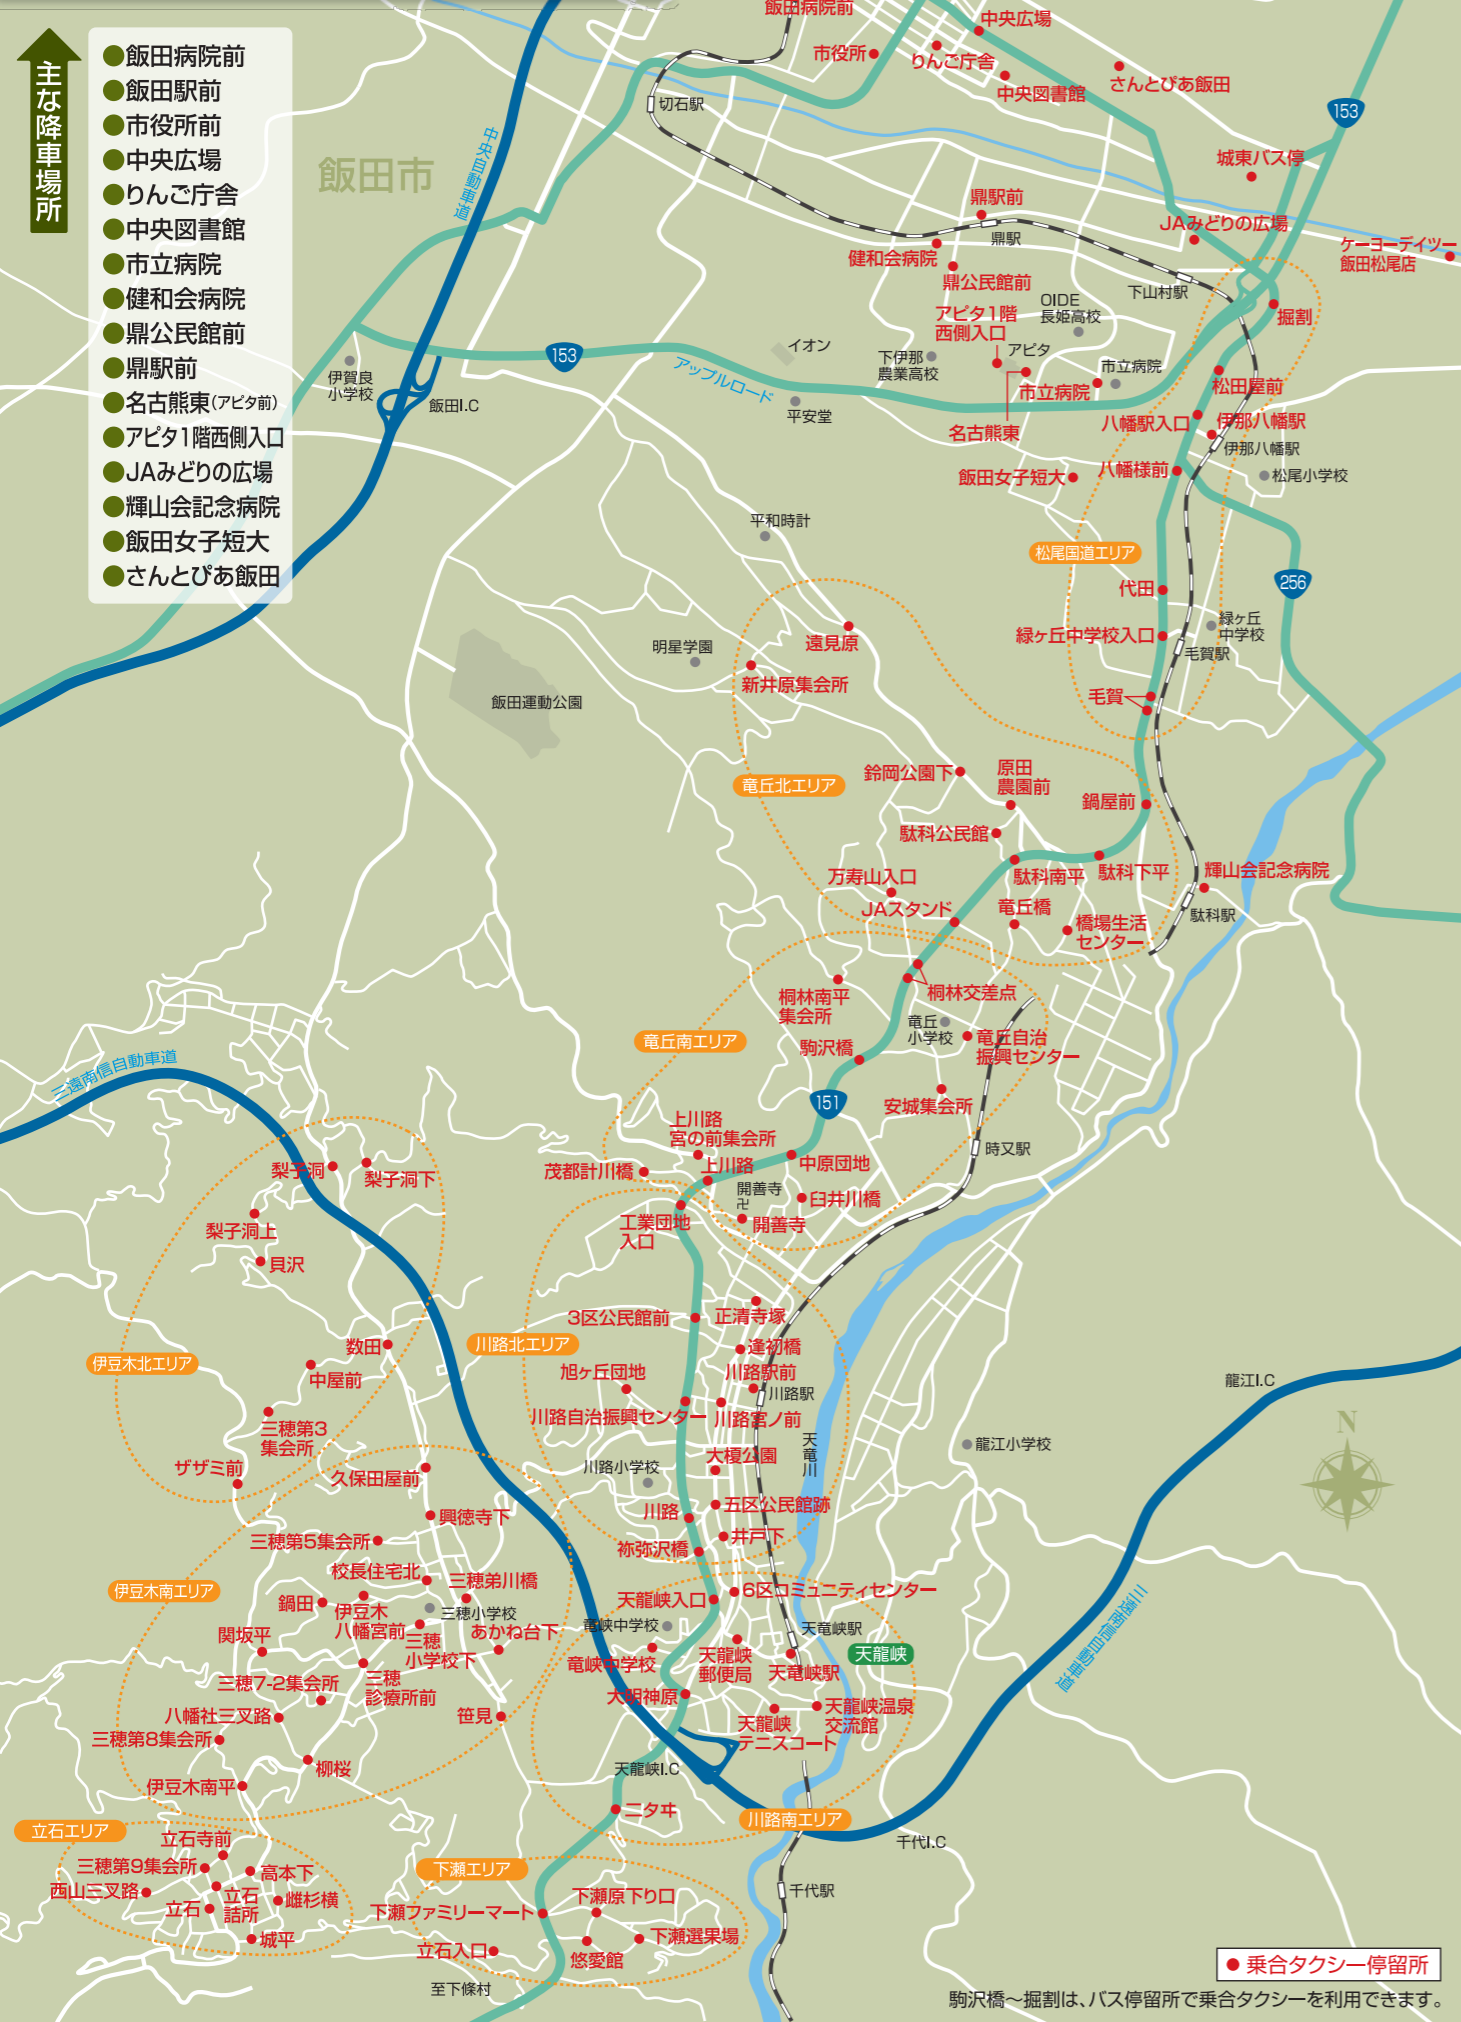 主な降車場所
●飯田病院前
●飯田駅前
●市役所前
●中央広場
●りんご庁舎
●中央図書館
●市立病院
●健和会病院
●鼎公民館前
●鼎駅前
●名古熊東(アピタ前)
●アピタ1階西側入口
●JAみどりの広場
●輝山会記念病院
●飯田女子短大
●さんとぴあ飯田
飯田市
中央自動車道
飯田病院前
中央広場
市役所
りんご庁舎
中央図書館
さんとぴあ飯田
切石駅
153
城東バス停
鼎駅前
鼎駅
JAみどりの広場
健和会病院
鼎公民館前
ケーヨーデイツー
飯田松尾店
下山村駅
OIDE
長姫高校
アピタ1階
西側入口
掘割
イオン
アピタ
153
下伊那
農業高校
市立病院
市立病院
アップルロード
伊賀良
小学校
飯田I.C
平安堂
名古熊東
松田屋前
八幡駅入口
伊那八幡駅
伊那八幡駅
飯田女子短大
八幡様前
松尾小学校
平和時計
松尾国道エリア
256
代田
緑ヶ丘
中学校
緑ヶ丘中学校入口
毛賀駅
明星学園
遠見原
新井原集会所
毛賀
飯田運動公園
鈴岡公園下
原田
農園前
竜丘北エリア
鍋屋前
駄科公民館
駄科南平
駄科下平
輝山会記念病院
万寿山入口
JAスタンド
竜丘橋
橋場生活
センター
駄科駅
桐林南平
集会所
桐林交差点
竜丘
小学校
竜丘自治
振興センター
竜丘南エリア
駒沢橋
三遠南信自動車道
151
安城集会所
上川路
宮の前集会所
時又駅
中原団地
上川路
茂都計川橋
開善寺
卍
臼井川橋
開善寺
工業団地
入口
梨子洞
梨子洞下
梨子洞上
貝沢
3区公民館前
正清寺塚
数田
川路北エリア
逢初橋
伊豆木北エリア
中屋前
旭ヶ丘団地
川路駅前
川路駅
龍江I.C
川路自治振興センター
川路宮ノ前
三穂第3
集会所
天竜川
龍江小学校
N
ザザミ前
久保田屋前
大榎公園
川路小学校
興徳寺下
川路
五区公民館跡
三穂第5集会所
井戸下
祢弥沢橋
校長住宅北
三穂弟川橋
伊豆木南エリア
鍋田
伊豆木
八幡宮前
三穂小学校
天龍峡入口
6区コミュニティセンター
関坂平
三穂
小学校下
あかね台下
竜峡中学校
天竜峡駅
天龍峡
竜峡中学校
天龍峡
郵便局
天竜峡駅
三遠南信自動車道
三穂7-2集会所
三穂
診療所前
大明神原
八幡社三叉路
笹見
天龍峡
テニスコート
天龍峡温泉
交流館
三穂第8集会所
柳桜
天龍峡I.C
伊豆木南平
二タヰ
川路南エリア
千代I.C
立石エリア
立石寺前
三穂第9集会所
高本下
下瀬エリア
千代駅
西山三叉路
立石
立石
詰所
雌杉横
下瀬ファミリーマート
下瀬原下り口
城平
立石入口
下瀬選果場
悠愛館
至下條村
●乗合タクシー停留所
駒沢橋〜掘割は、バス停留所で乗合タクシーを利用できます。